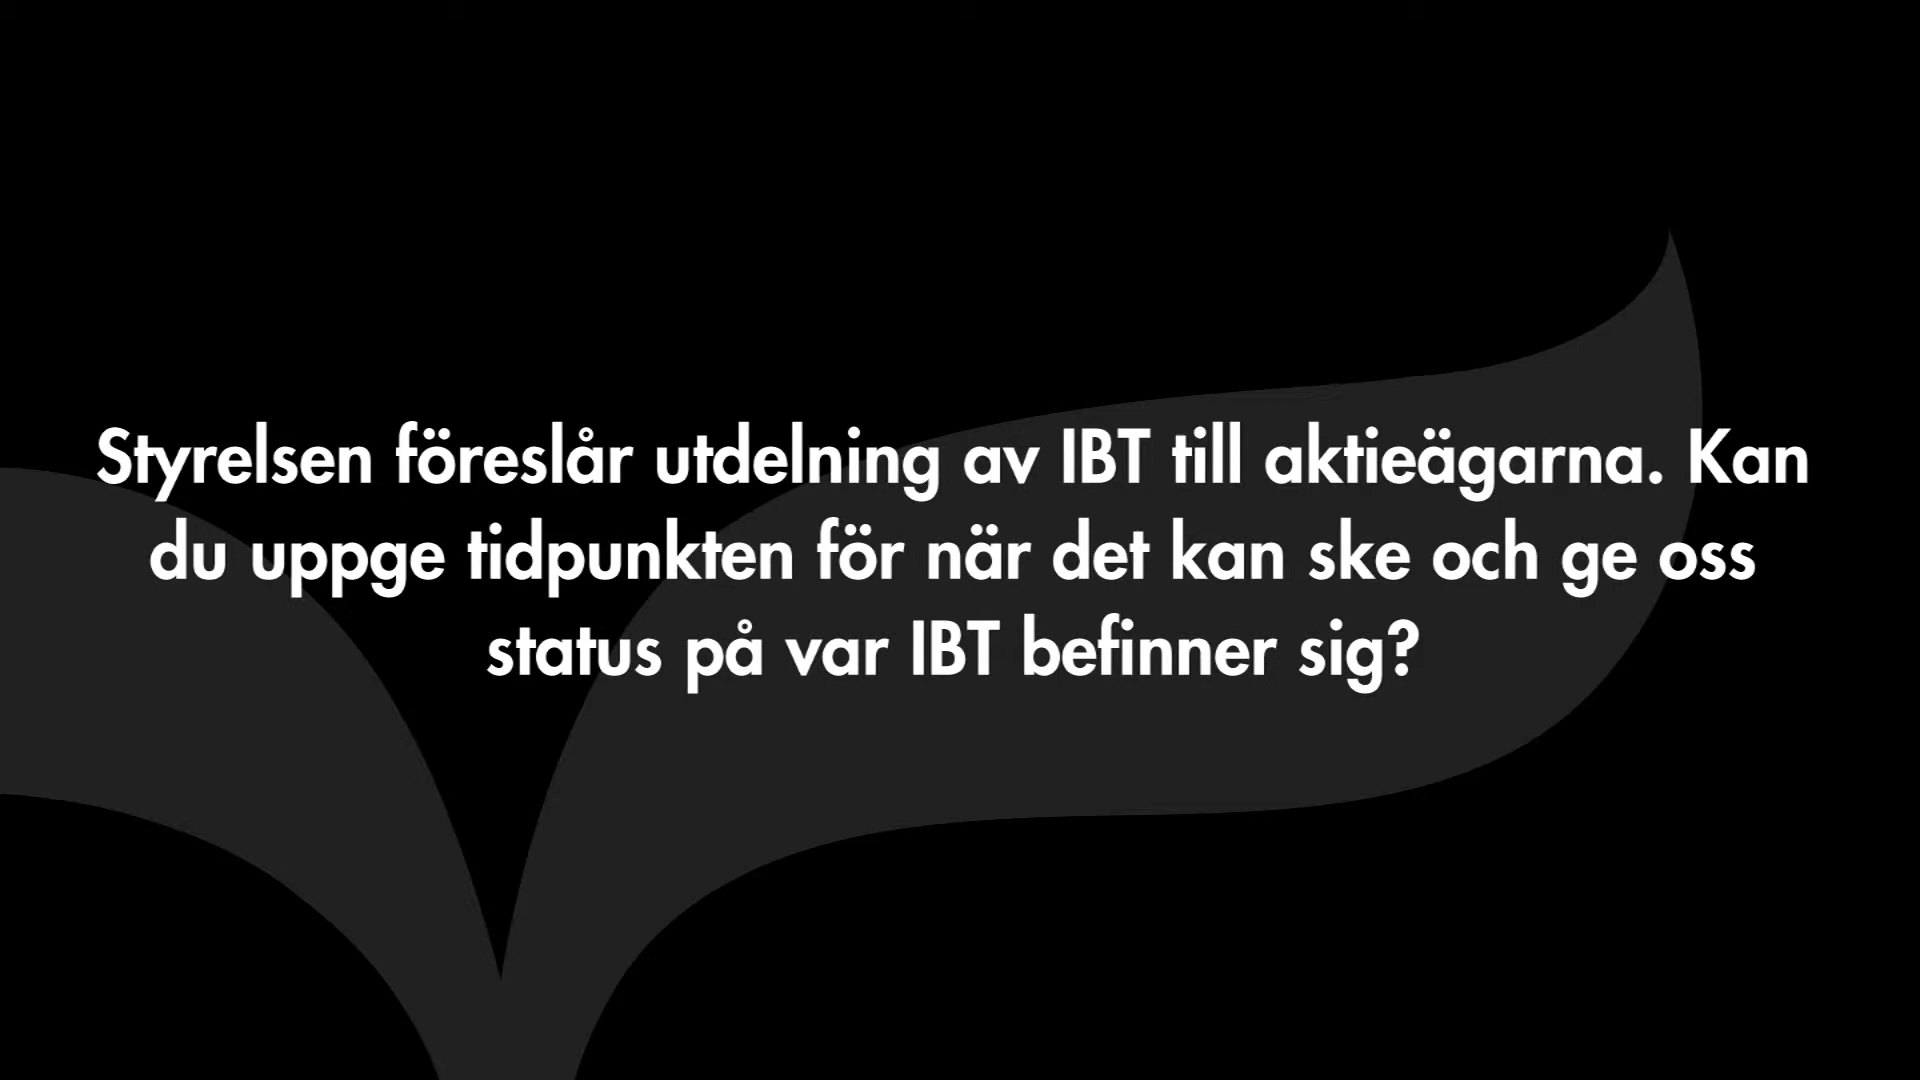 Styrelsen föreslår utdelning av IBT till aktieägarna. Kan
du uppge tidpunkten för när det kan ske och ge oss
status på var IBT befinner sig?